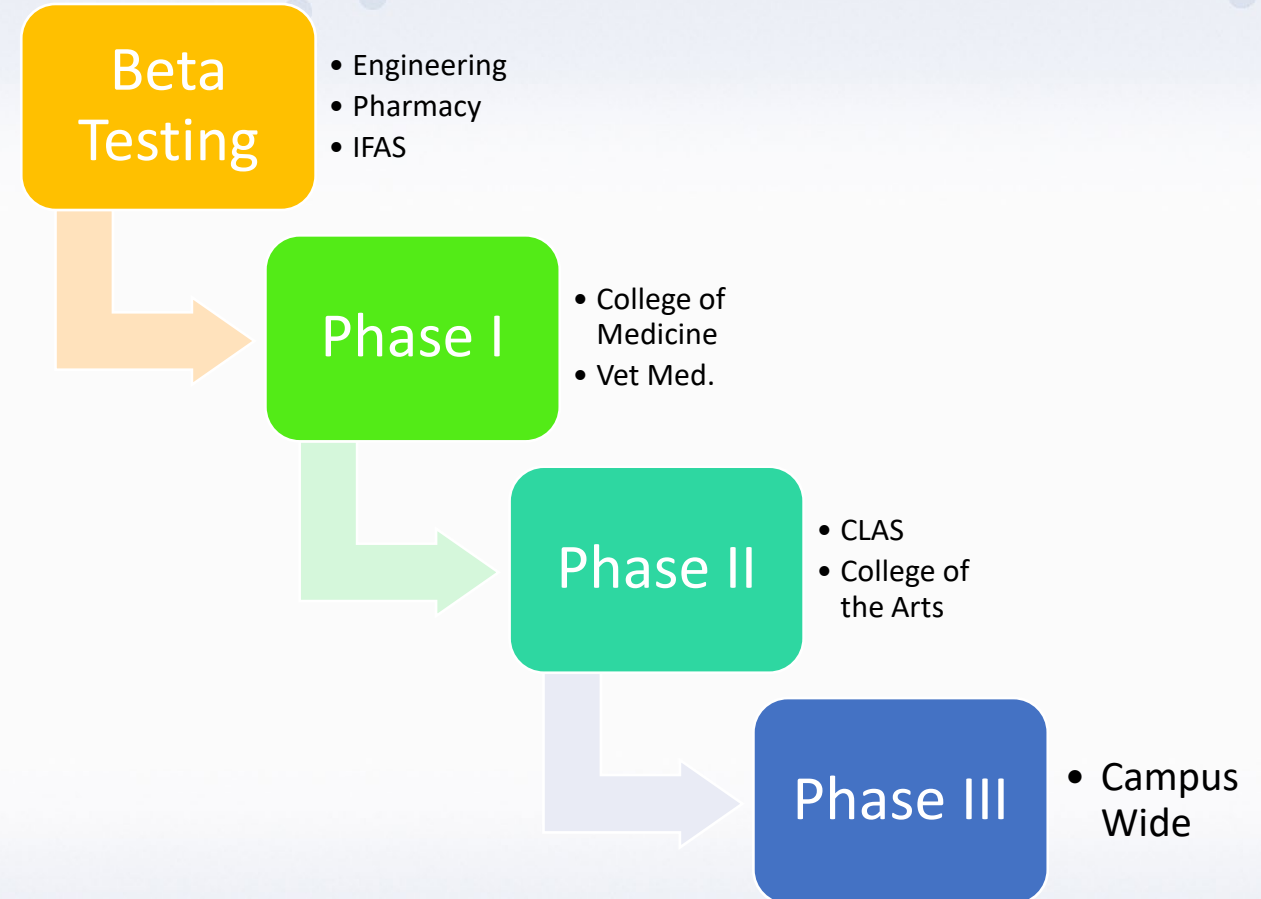 Beta
Testing
• Engineering
• Pharmacy
• IFAS
Phase I
• College of
Medicine
• Vet Med.
Phase II
• CLAS
• College of
the Arts
Phase III
• Campus
Wide